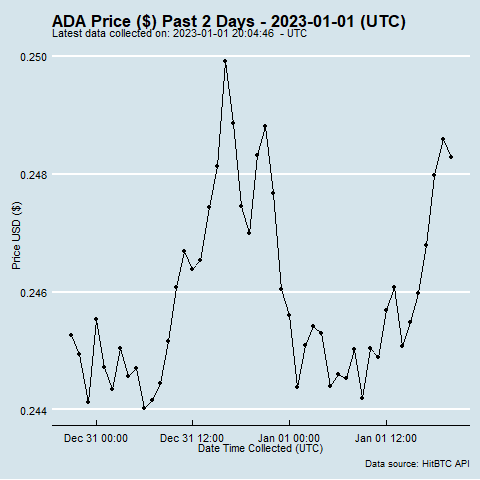 ADA Price ($) Past 2 Days - 2023-01-01 (UTC)
Latest data collected on: 2023-01-01 20:04:46 - UTC
0.250
0.248
0.246
0.244
Price USD ($)
Dec 31 00:00 Dec 31 12:00 Jan 01 00:00 Jan 01 12:00
Date Time Collected (UTC)
Data source: HitBTC API